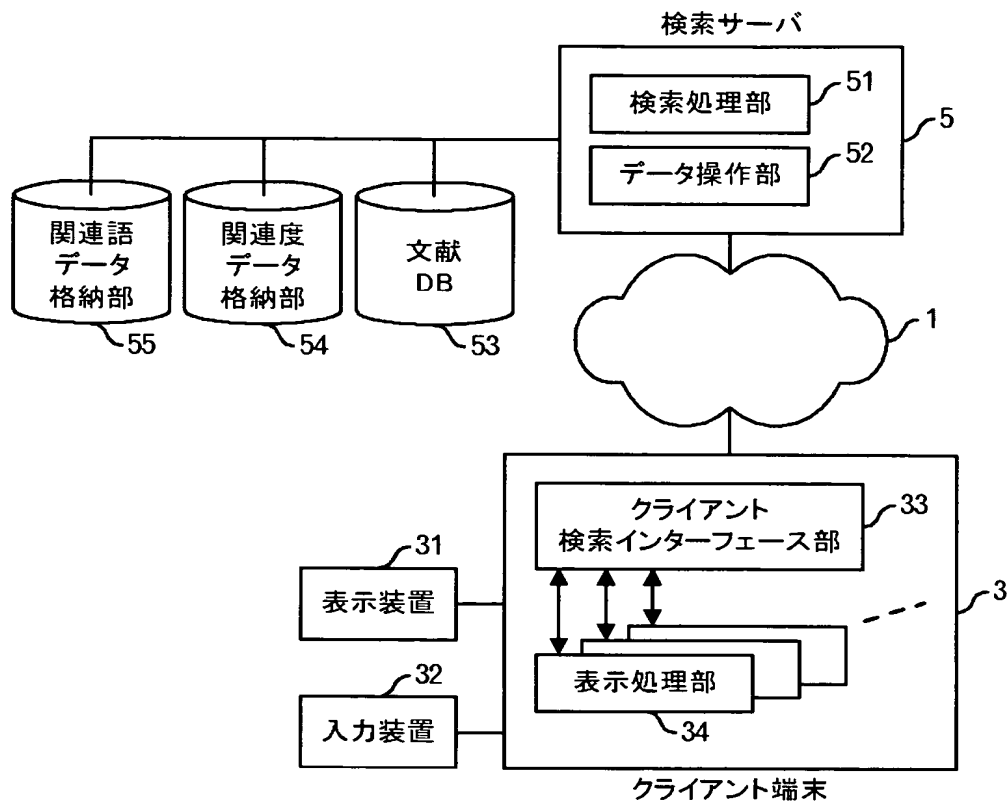 検索サーバ
検索処理部
51
データ操作部
52
5
関連語
データ
格納部
55
関連度
データ
格納部
54
文献
DB
53
1
クライアント
検索インターフェース部
33
表示装置
31
入力装置
32
表示処理部
34
3
クライアント端末